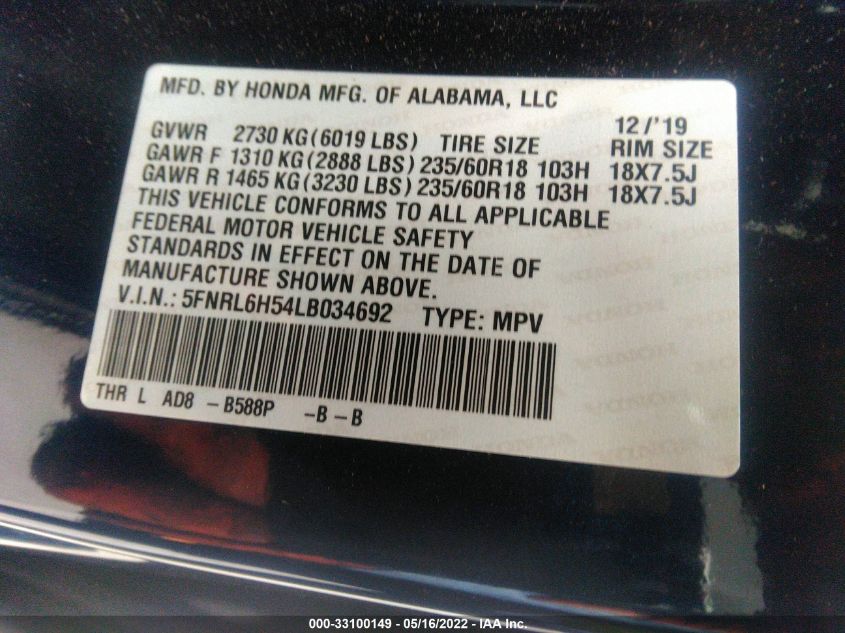 MFD. BY HONDA MFG. OF ALABAMA, LLC
12/'19
GVWR 2730 KG(6019 LBS) TIRE SIZE RIM SIZE
GAWR F 1310 KG(2888 LBS) 235/60R18 103H 18X7.5J
GAWR R 1465 KG(3230 LBS) 235/60R18 103H 18X7.5J
THIS VEHICLE CONFORMS TO ALL APPLICABLE
FEDERAL MOTOR VEHICLE SAFETY
STANDARDS IN EFFECT ON THE DATE OF
MANUFACTURE SHOWN ABOVE.
V.I.N.: 5FNRL6H54LB034692 TYPE: MPV
THR L AD8 -B588P -B-B
HONDA
000-33100149 - 05/16/2022 - IAA Inc.